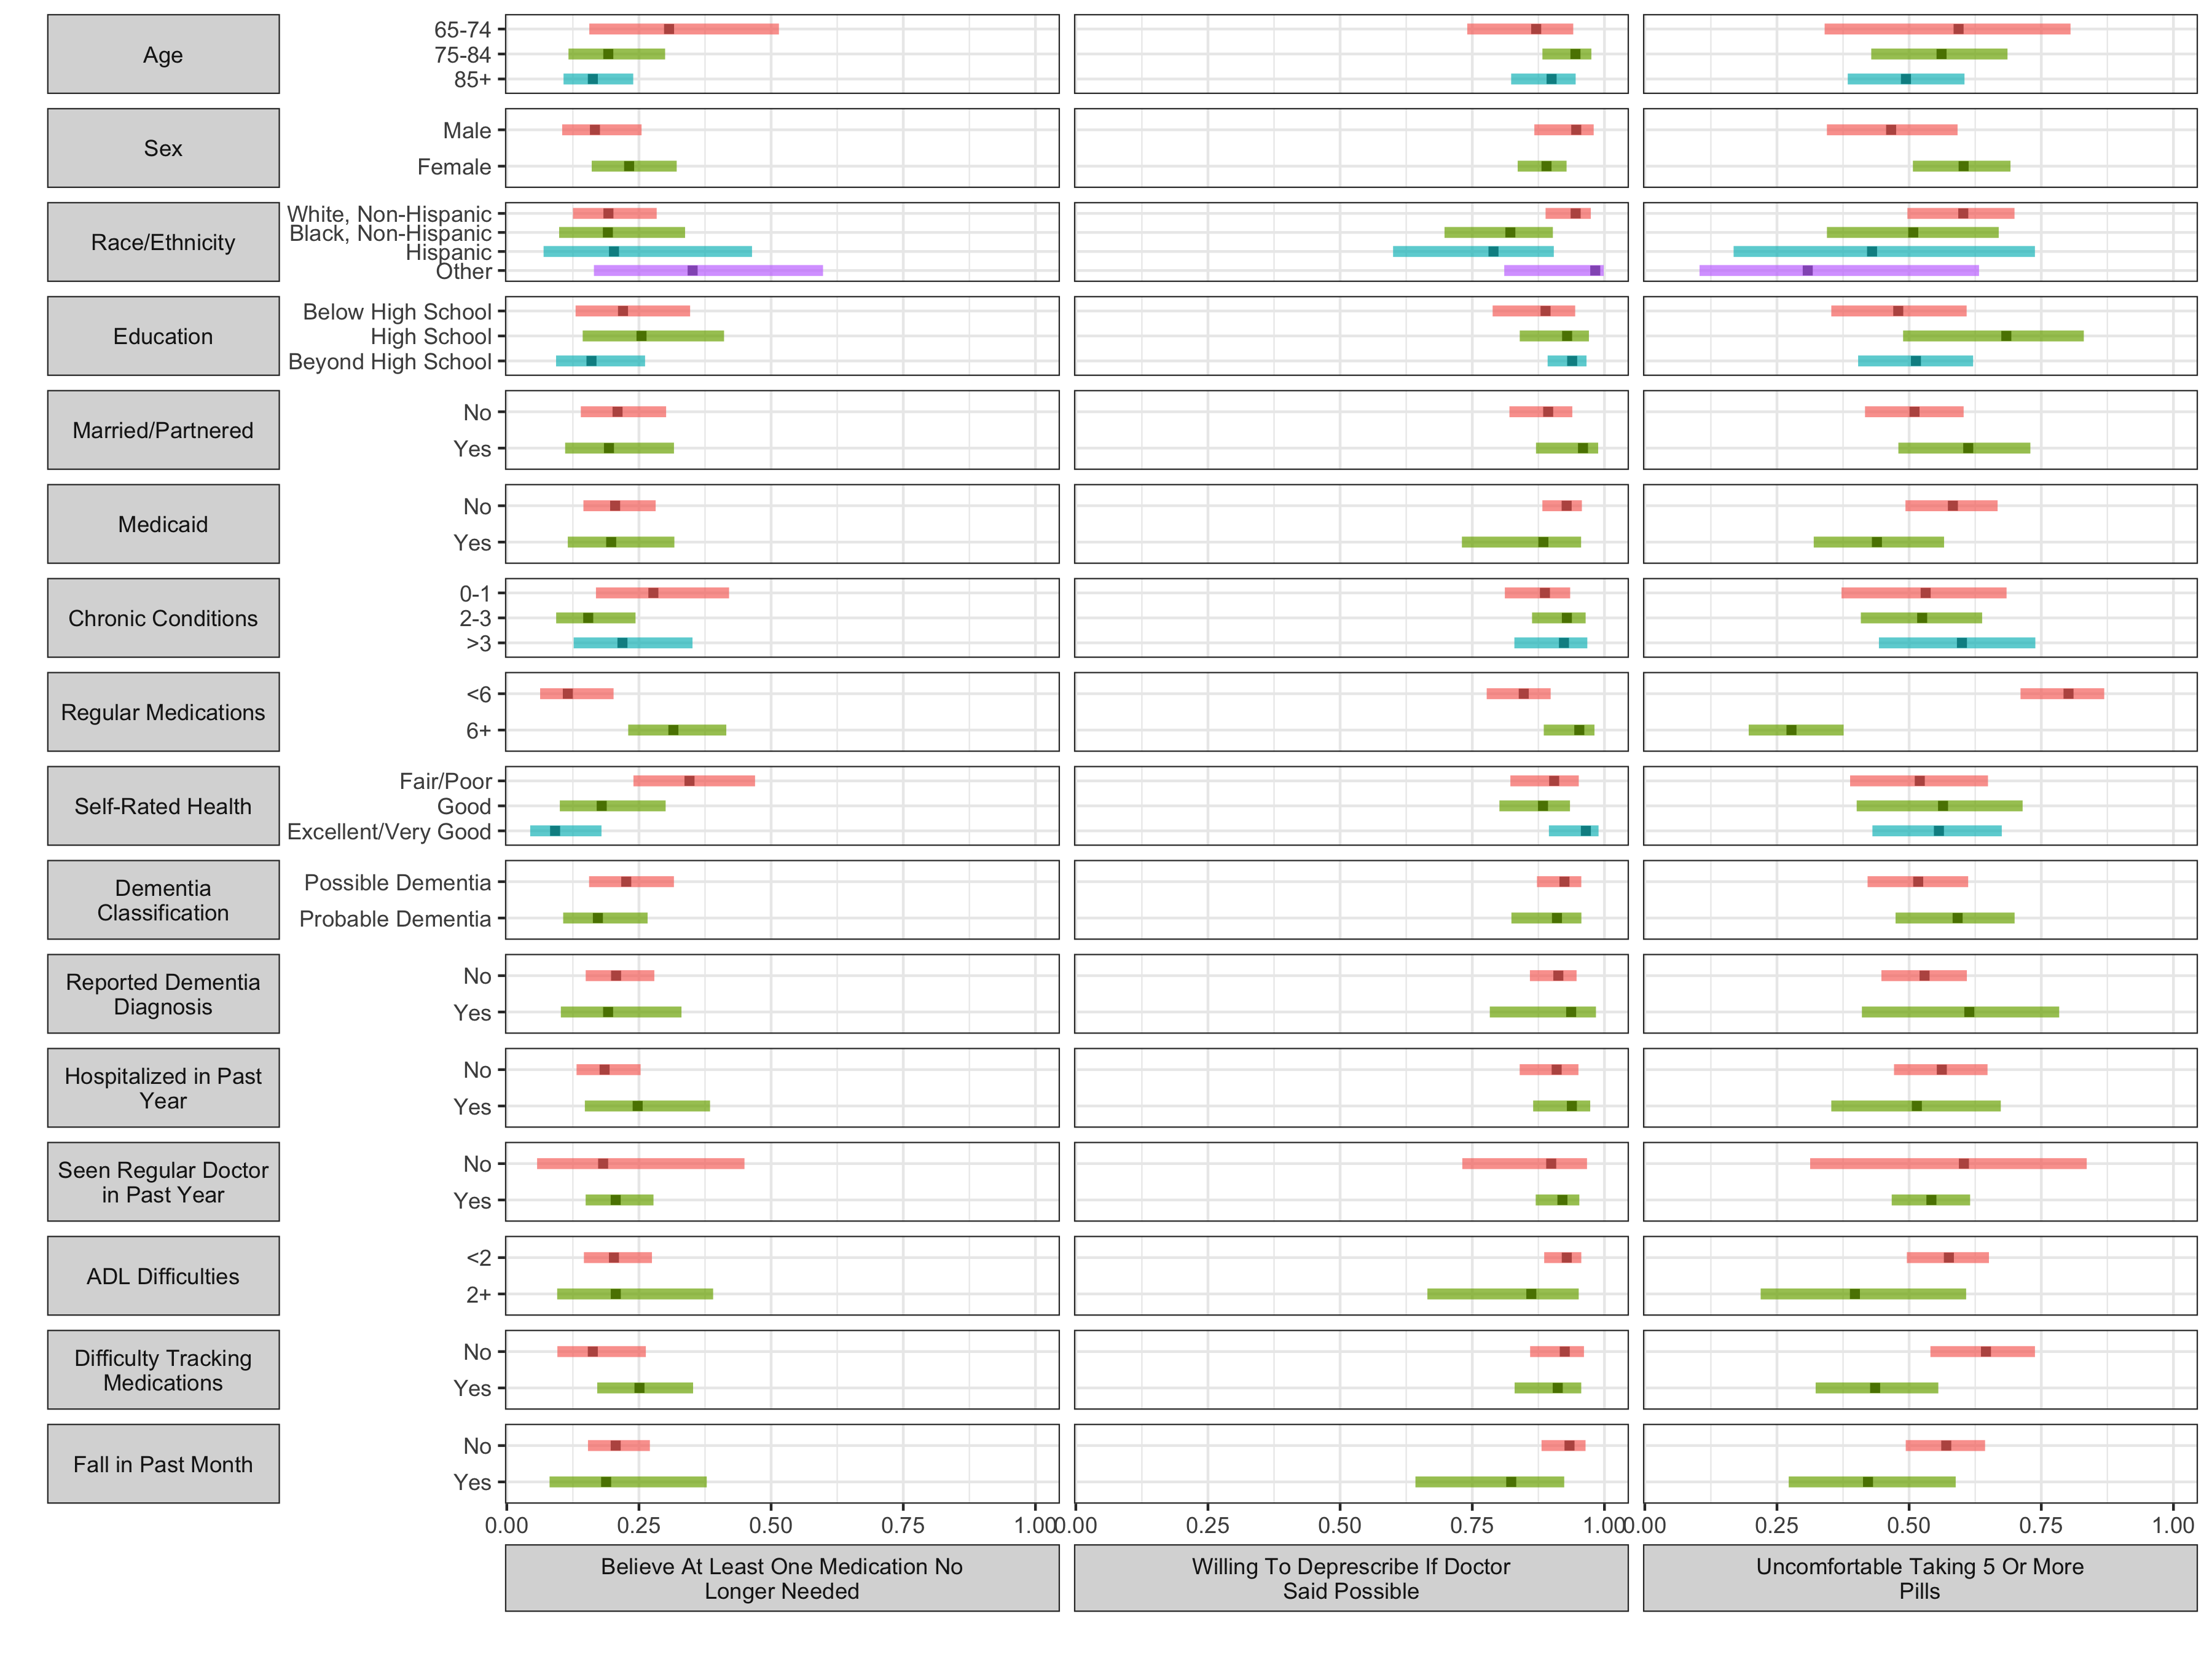 Age
65-74
75-84
85+
Sex
Male
Female
Race/Ethnicity
White, Non-Hispanic
Black, Non-Hispanic
Hispanic
Other
Education
Below High School
High School
Beyond High School
Married/Partnered
No
Yes
Medicaid
No
Yes
Chronic Conditions
0-1
2-3
>3
Regular Medications
<6
6+
Self-Rated Health
Fair/Poor
Good
Excellent/Very Good
Dementia
Classification
Possible Dementia
Probable Dementia
Reported Dementia
Diagnosis
No
Yes
Hospitalized in Past
Year
No
Yes
Seen Regular Doctor
in Past Year
No
Yes
ADL Difficulties
<2
2+
Difficulty Tracking
Medications
No
Yes
Fall in Past Month
No
Yes
0.00 0.25 0.50 0.75 1.00 0.00 0.25 0.50 0.75 1.00 0.00 0.25 0.50 0.75 1.00
Believe At Least One Medication No
Longer Needed
Willing To Deprescribe If Doctor
Said Possible
Uncomfortable Taking 5 Or More
Pills